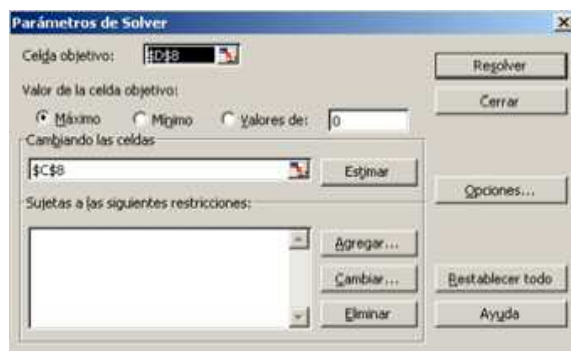 Parámetros de Solver
Celda objetivo: $D$8
Resolver
Valor de la celda objetivo:
Cerrar
Máximo Mínimo Valores de: 0
Cambiando las celdas
$C$8 Estimar
Opciones...
Sujetas a las siguientes restricciones:
Agregar...
Cambiar... Restablecer todo
Eliminar Ayuda